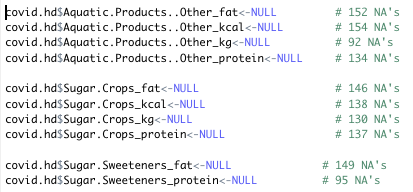 covid.hd$Aquatic.Products..Other_fat<-NULL # 152 NA's
covid.hd$Aquatic.Products..Other_kcal<-NULL # 154 NA's
covid.hd$Aquatic.Products..Other_kg<-NULL # 92 NA's
covid.hd$Aquatic.Products..Other_protein<-NULL # 134 NA's
covid.hd$Sugar.Crops_fat<-NULL # 146 NA's
covid.hd$Sugar.Crops_kcal<-NULL # 138 NA's
covid.hd$Sugar.Crops_kg<-NULL # 130 NA's
covid.hd$Sugar.Crops_protein<-NULL # 137 NA's
covid.hd$Sugar.Sweeteners_fat<-NULL # 149 NA's
covid.hd$Sugar.Sweeteners_protein<-NULL # 95 NA's